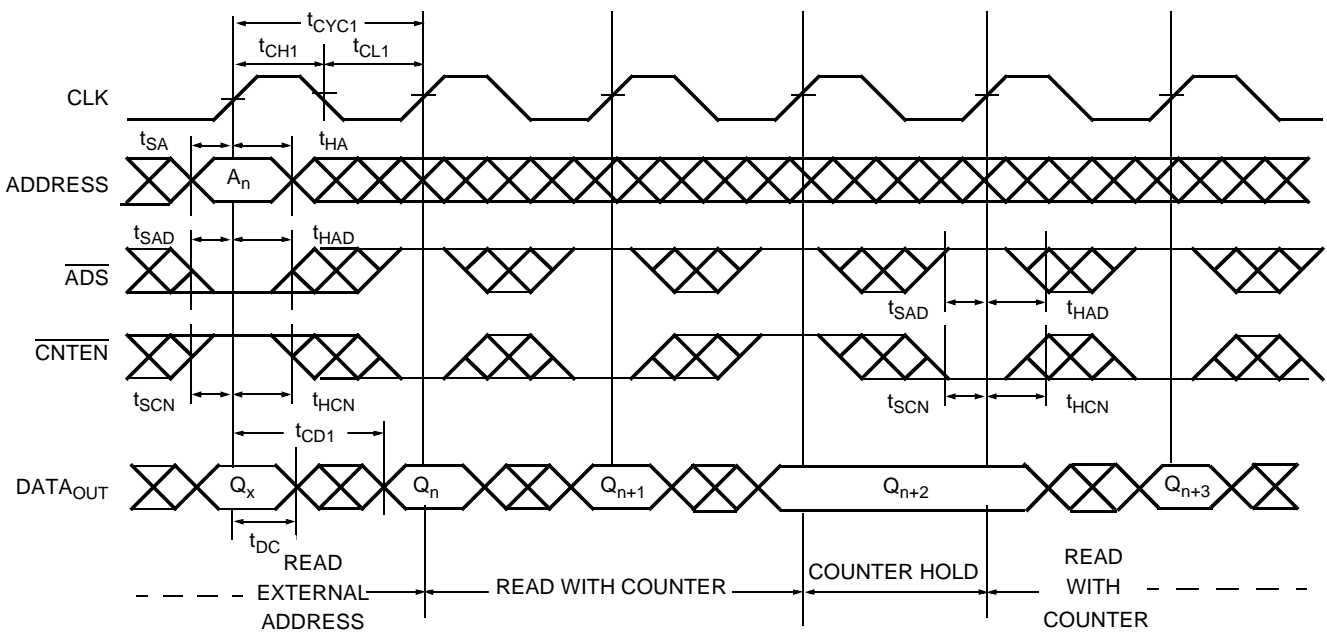 tCYC1
tCH1 tCL1
CLK
tSA tHA
ADDRESS An
tSAD tHAD
ADS
tSAD tHAD
CNTEN
tSCN tHCN tSCN tHCN
tCD1
DATAOUT Qx Qn Qn+1 Qn+2 Qn+3
tDC
READ
EXTERNAL
ADDRESS
READ WITH COUNTER
COUNTER HOLD
READ
WITH
COUNTER